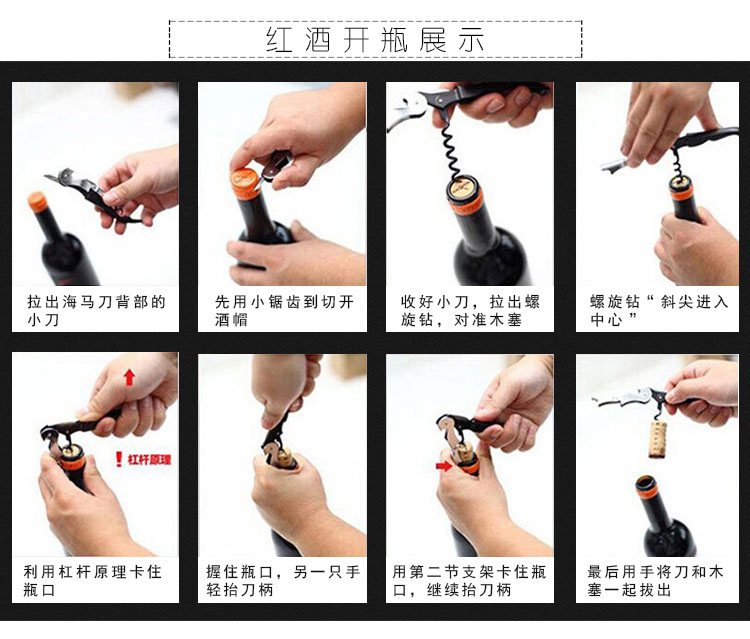 红酒开瓶展示
拉出海马刀背部的
小刀
先用小锯齿到切开
酒帽
收好小刀，拉出螺
旋钻，对准木塞
螺旋钻“斜尖进入
中心”
！杠杆原理
利用杠杆原理卡住
瓶口
握住瓶口，另一只手
轻抬刀柄
用第二节支架卡住瓶
口，继续抬刀柄
最后用手将刀和木
塞一起拔出